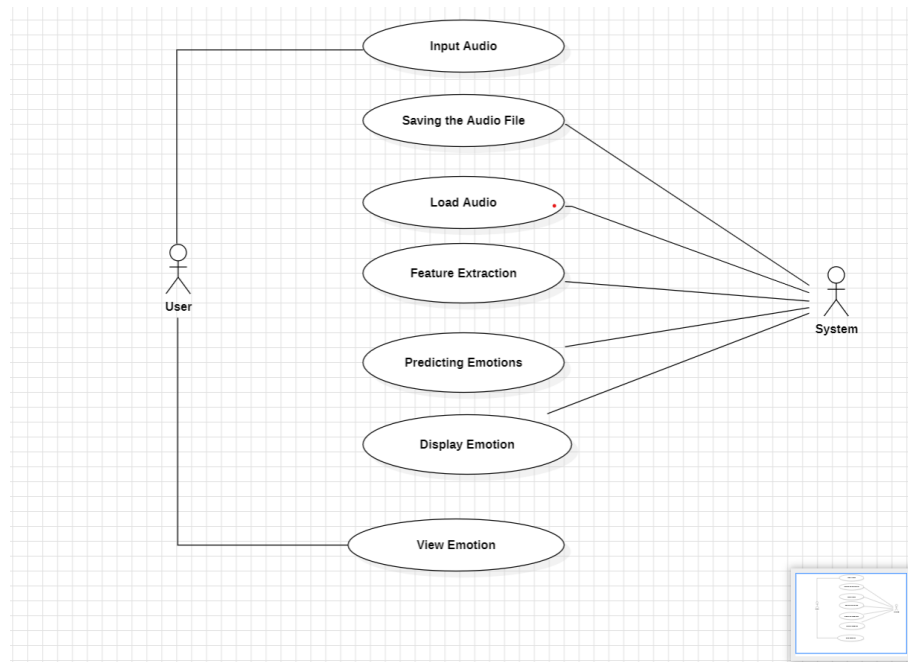 Input Audio
Saving the Audio File
Load Audio
Feature Extraction
User
System
Predicting Emotions
Display Emotion
View Emotion